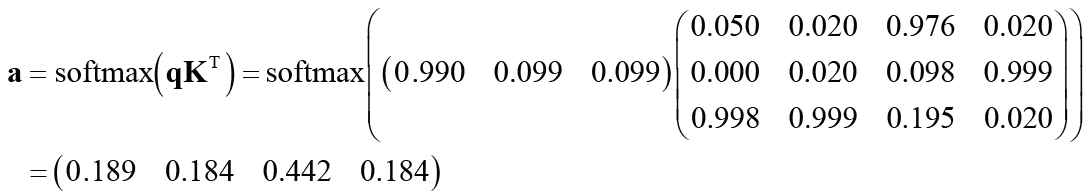 a = softmax(qKᵀ) = softmax( (0.990 0.099 0.099) (0.050 0.020 0.976 0.020
0.000 0.020 0.098 0.999
0.998 0.999 0.195 0.020) )
= (0.189 0.184 0.442 0.184)